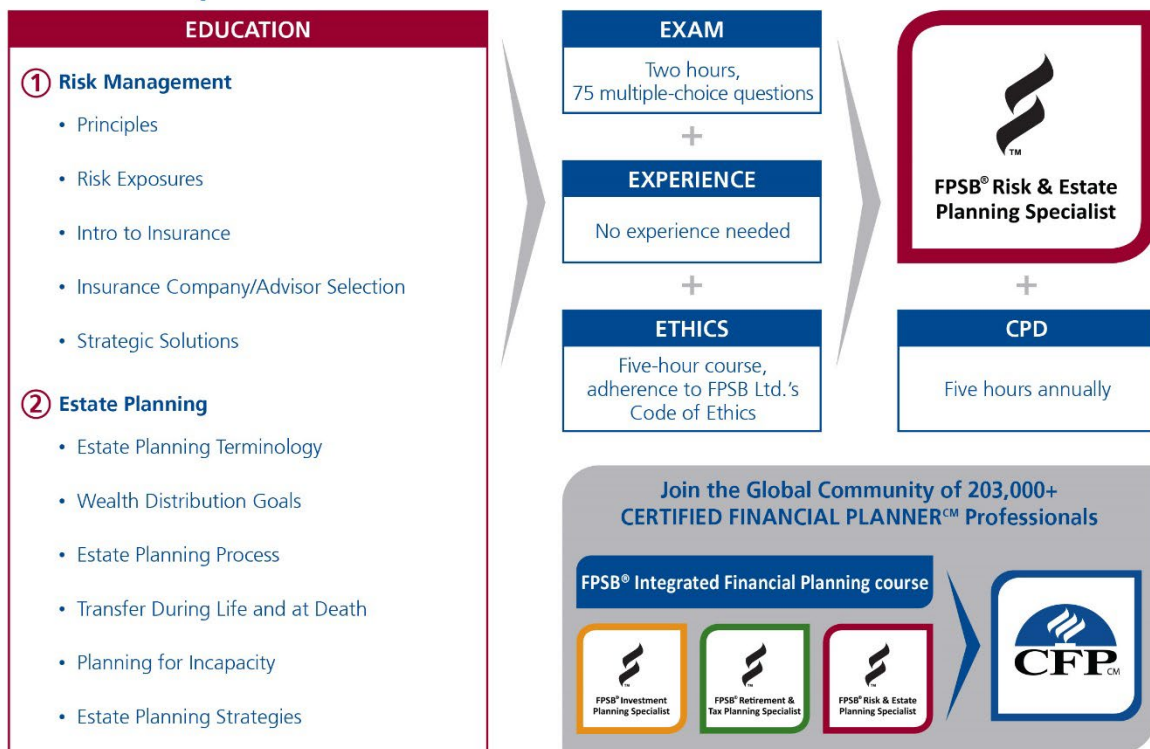 EDUCATION
① Risk Management
• Principles
• Risk Exposures
• Intro to Insurance
• Insurance Company/Advisor Selection
• Strategic Solutions
② Estate Planning
• Estate Planning Terminology
• Wealth Distribution Goals
• Estate Planning Process
• Transfer During Life and at Death
• Planning for Incapacity
• Estate Planning Strategies
EXAM
Two hours,
75 multiple-choice questions
+
EXPERIENCE
No experience needed
+
ETHICS
Five-hour course,
adherence to FPSB Ltd.'s
Code of Ethics
TM
FPSB® Risk & Estate
Planning Specialist
+
CPD
Five hours annually
Join the Global Community of 203,000+
CERTIFIED FINANCIAL PLANNER℠ Professionals
FPSB® Integrated Financial Planning course
TM
FPSB® Investment
Planning Specialist
TM
FPSB® Retirement &
Tax Planning Specialist
TM
FPSB® Risk & Estate
Planning Specialist
CFP CM